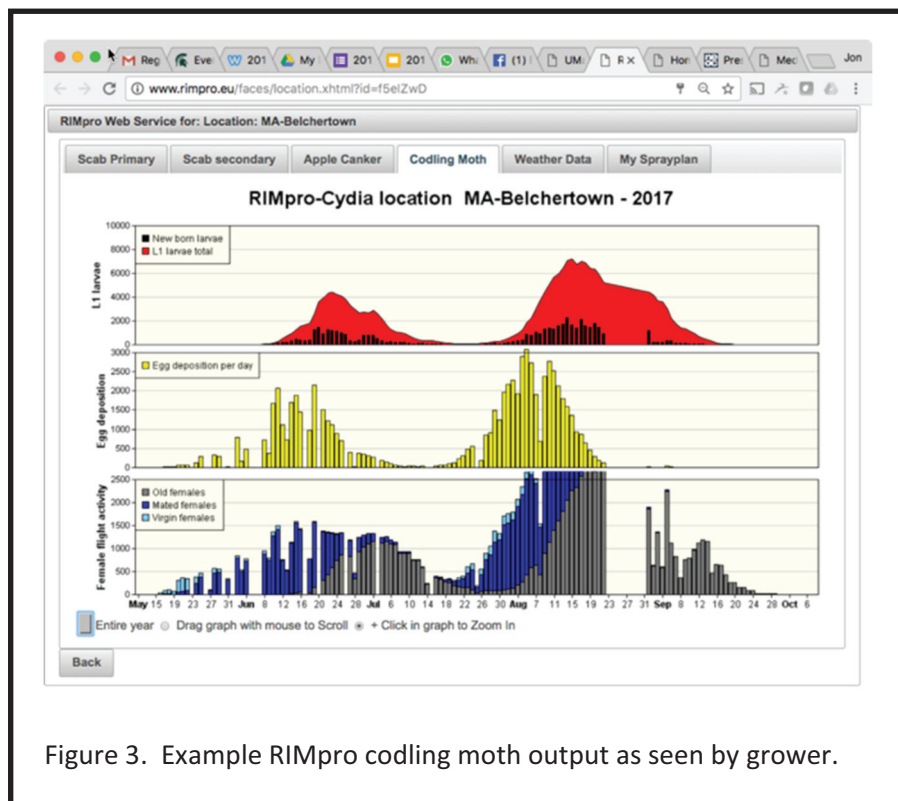 Reg
Eve
201
My
201
201
Wha
(1)
UM
R
Hor
Pre
Mec
Jon
www.rimpro.eu/faces/location.xhtml?id=f5elZwD
RIMpro Web Service for: Location: MA-Belchertown
Scab Primary
Scab secondary
Apple Canker
Codling Moth
Weather Data
My Sprayplan
RIMpro-Cydia location MA-Belchertown - 2017
L1 larvae
10000
8000
6000
4000
2000
0
New born larvae
L1 larvae total
Egg deposition
3000
2500
2000
1500
1000
500
0
Egg deposition per day
Female flight activity
2500
2000
1500
1000
500
0
Old females
Mated females
Virgin females
May 15 19 23 27 31 Jun 8 12 16 20 24 28 Jul 6 10 14 18 22 26 30 Aug 7 11 15 19 23 27 31 Sep 8 12 16 20 24 28 Oct 6
Entire year Drag graph with mouse to Scroll + Click in graph to Zoom In
Back
Figure 3. Example RIMpro codling moth output as seen by grower.